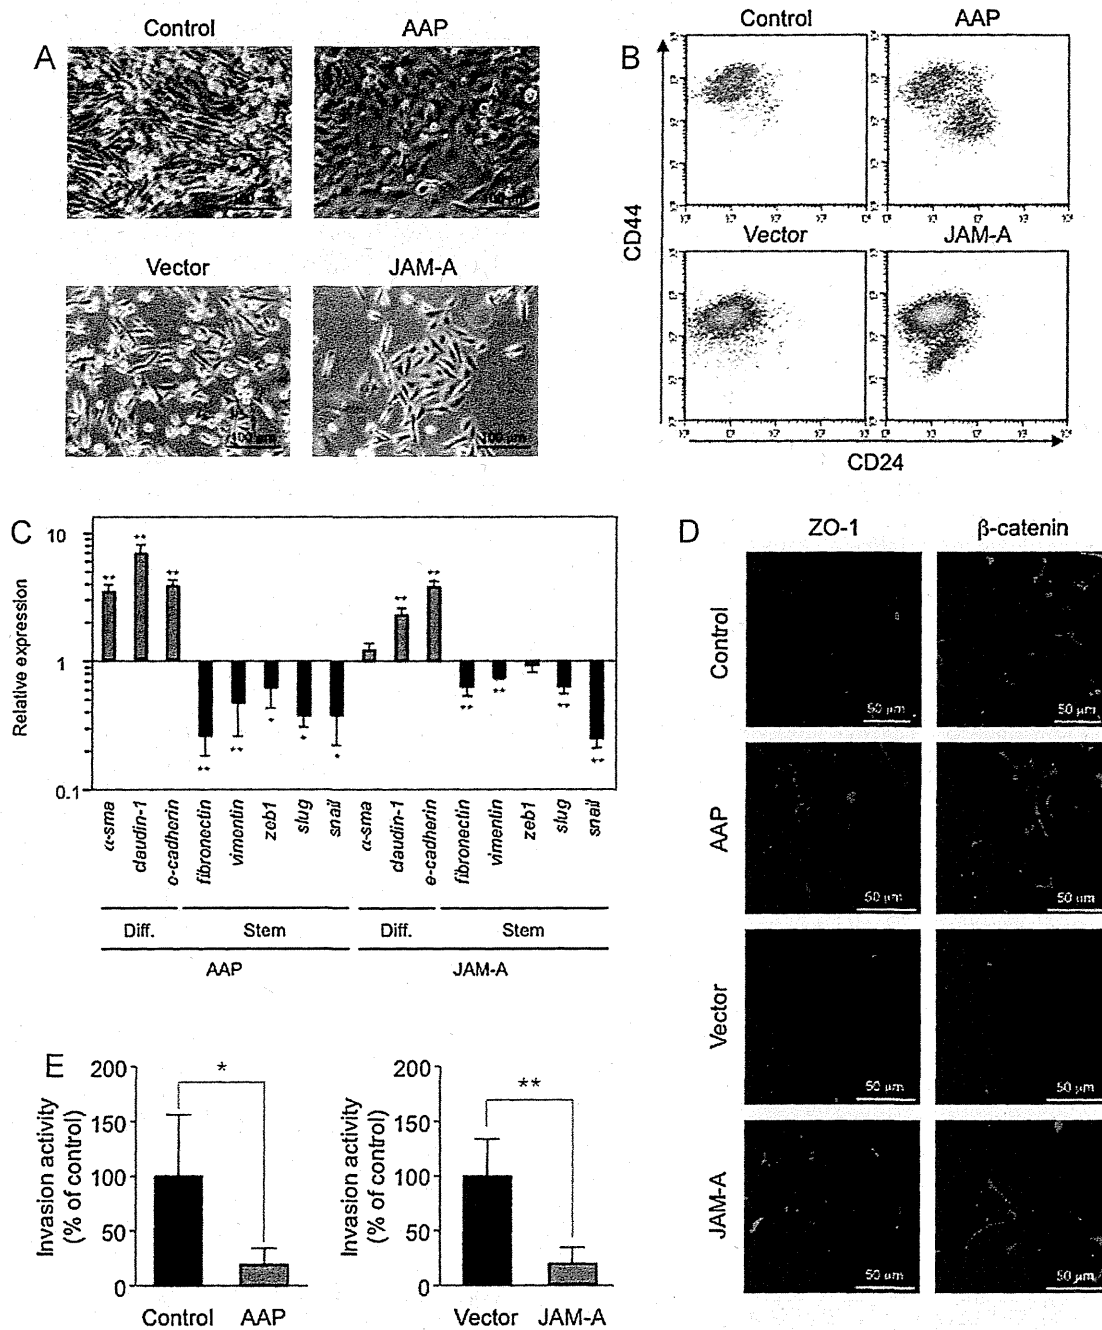 A
Control
AAP
100 µm
Vector
JAM-A
100 µm
100 µm
B
Control
AAP
Vector
JAM-A
CD44
CD24
C
Relative expression
10
1
0.1
**
**
**
**
**
*
*
*
**
**
**
**
**
**
α-sma
claudin-1
e-cadherin
fibronectin
vimentin
zeb1
slug
snail
α-sma
claudin-1
e-cadherin
fibronectin
vimentin
zeb1
slug
snail
Diff.
Stem
Diff.
Stem
AAP
JAM-A
D
ZO-1
β-catenin
Control
50 µm
50 µm
AAP
50 µm
50 µm
Vector
50 µm
50 µm
JAM-A
50 µm
50 µm
E
Invasion activity
(% of control)
200
150
100
50
0
*
Control
AAP
Invasion activity
(% of control)
200
150
100
50
0
**
Vector
JAM-A